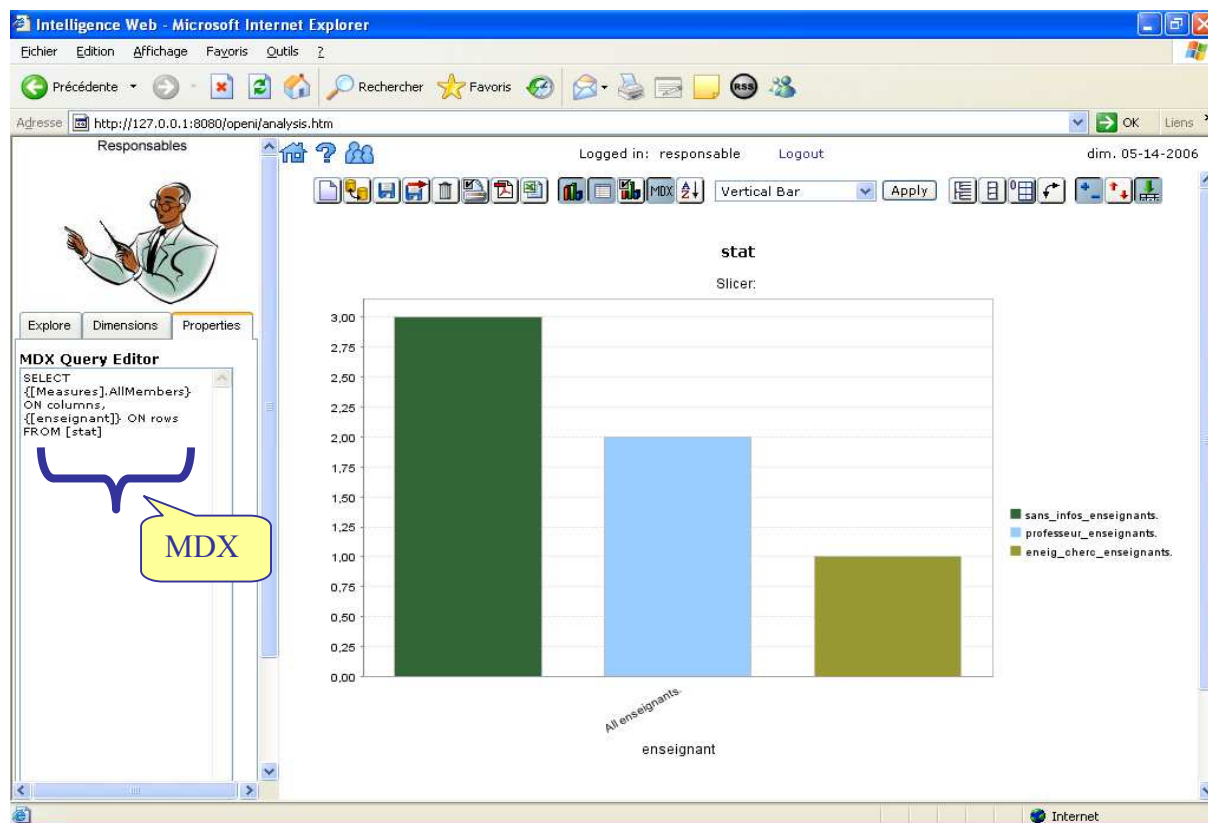 Intelligence Web - Microsoft Internet Explorer
Fichier Edition Affichage Favoris Outils ?
Précédente Rechercher Favoris RSS
Adresse http://127.0.0.1:8080/openi/analysis.htm OK Liens
Responsables
Logged in: responsable Logout dim. 05-14-2006
MDX Vertical Bar Apply
Explore Dimensions Properties
MDX Query Editor
SELECT
{[Measures].AllMembers}
ON columns,
{[enseignant]} ON rows
FROM [stat]
MDX
stat
Slicer:
3,00
2,75
2,50
2,25
2,00
1,75
1,50
1,25
1,00
0,75
0,50
0,25
0,00
All enseignants.
enseignant
sans_infos_enseignants.
professeur_enseignants.
eneig_cherc_enseignants.
Internet